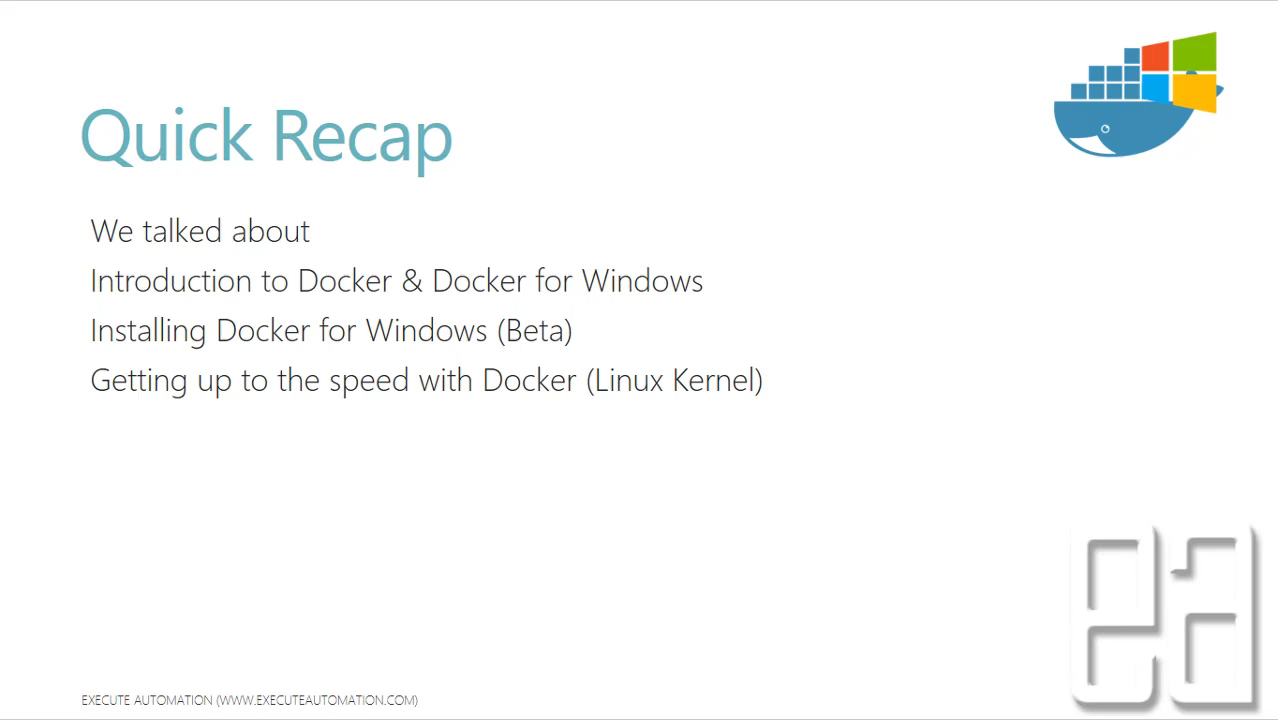 Quick Recap
We talked about
Introduction to Docker & Docker for Windows
Installing Docker for Windows (Beta)
Getting up to the speed with Docker (Linux Kernel)
ea
EXECUTE AUTOMATION (WWW.EXECUTEAUTOMATION.COM)